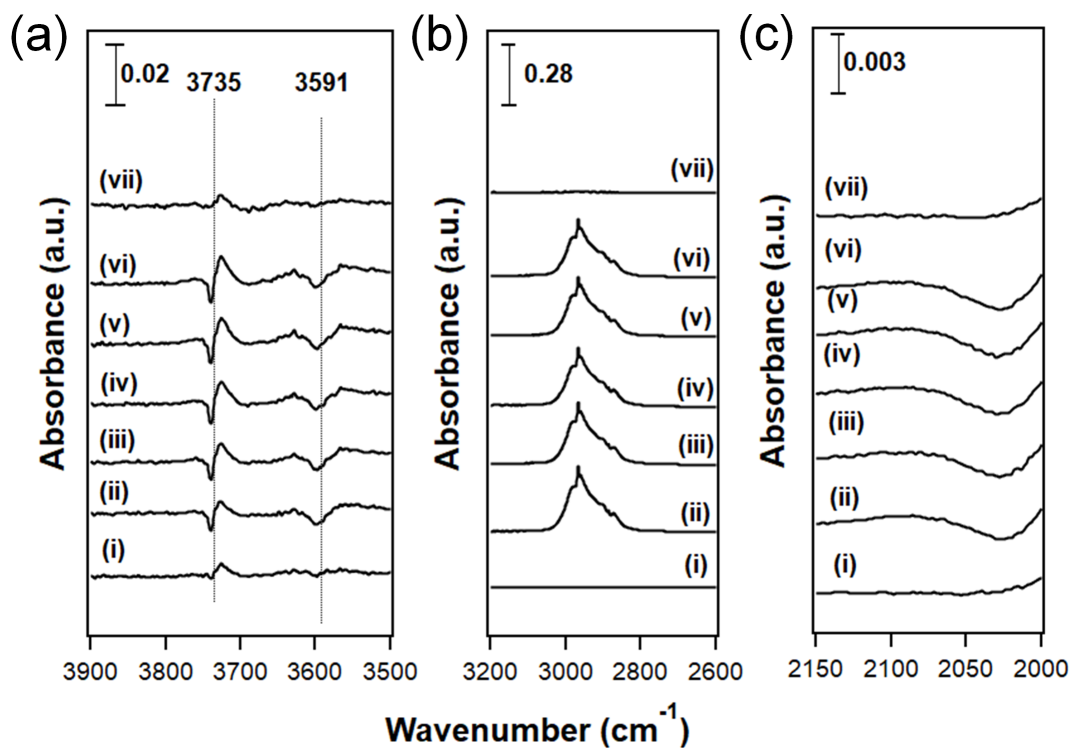 (a) (b) (c)
0.02 3735 3591
0.28
0.003
(vii)
(vi)
(v)
(iv)
(iii)
(ii)
(i)
(vii)
(vi)
(v)
(iv)
(iii)
(ii)
(i)
(vii)
(vi)
(v)
(iv)
(iii)
(ii)
(i)
Absorbance (a.u.)
Absorbance (a.u.)
Absorbance (a.u.)
3900 3800 3700 3600 3500
3200 3000 2800 2600
2150 2100 2050 2000
Wavenumber (cm⁻¹)